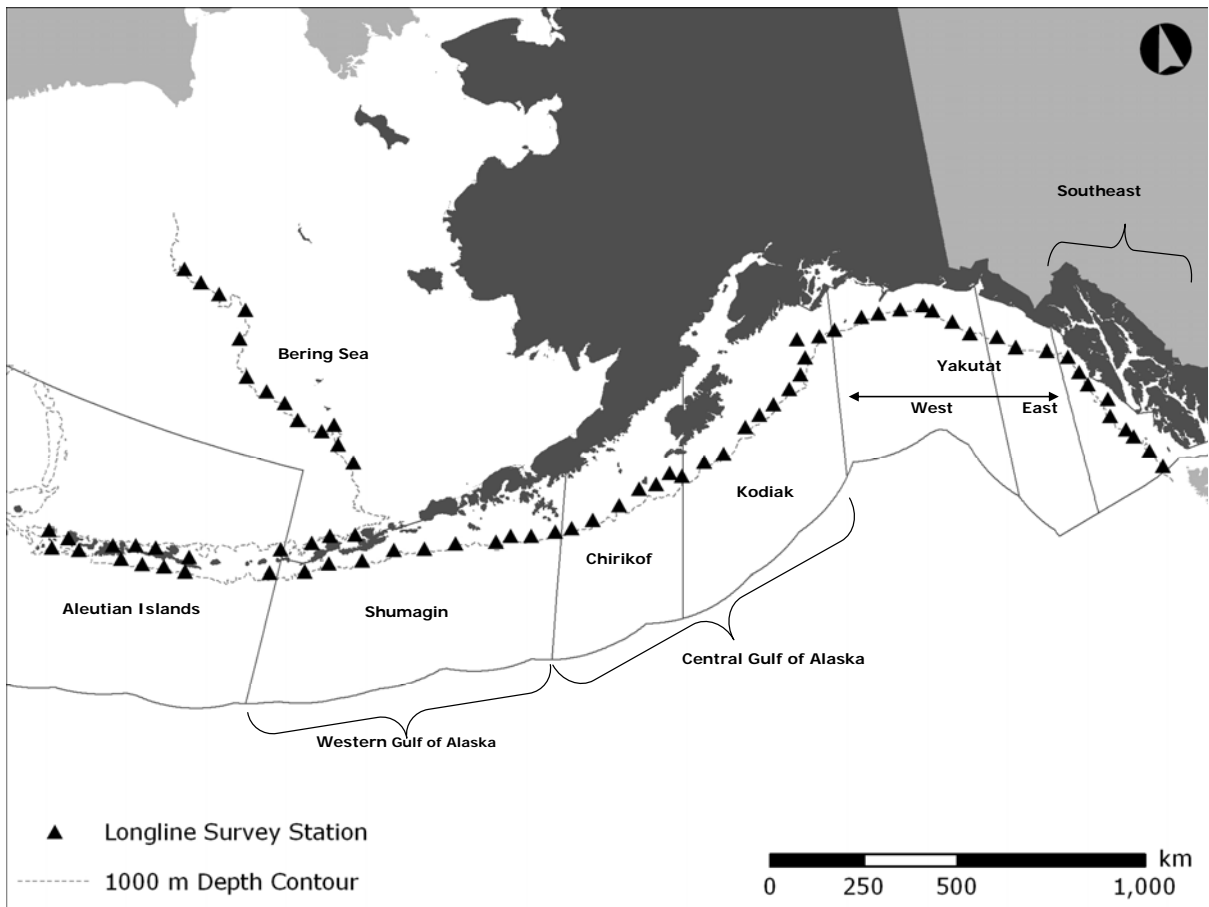 Southeast
Bering Sea
Yakutat
West
East
Kodiak
Chirikof
Aleutian Islands
Shumagin
Central Gulf of Alaska
Western Gulf of Alaska
Longline Survey Station
1000 m Depth Contour
km
0 250 500 1,000